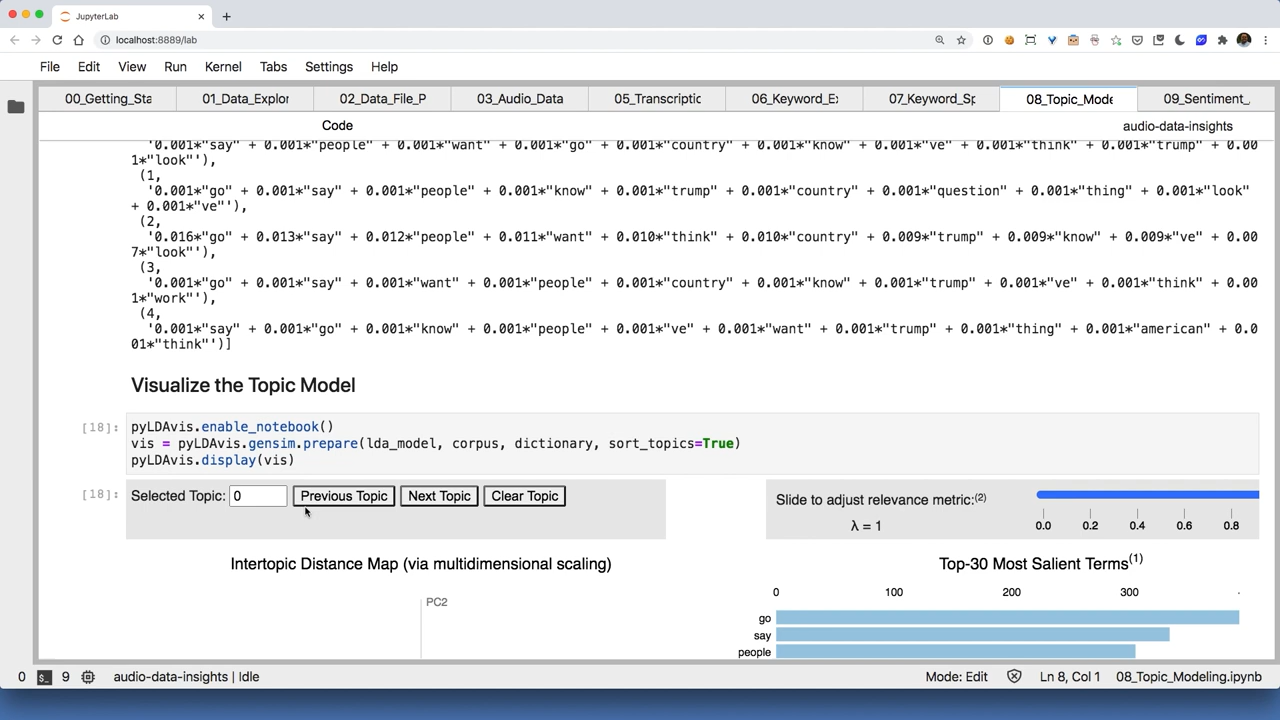 JupyterLab
localhost:8889/lab
File Edit View Run Kernel Tabs Settings Help
00_Getting_Sta 01_Data_Explor 02_Data_File_P 03_Audio_Data 05_Transcriptic 06_Keyword_Ex 07_Keyword_Sp 08_Topic_Mode 09_Sentiment_
Code audio-data-insights
'0.001*"say" + 0.001*"people" + 0.001*"want" + 0.001*"go" + 0.001*"country" + 0.001*"know" + 0.001*"ve" + 0.001*"think" + 0.001*"trump" + 0.00
1*"look"'),
(1,
'0.001*"go" + 0.001*"say" + 0.001*"people" + 0.001*"know" + 0.001*"trump" + 0.001*"country" + 0.001*"question" + 0.001*"thing" + 0.001*"look"
+ 0.001*"ve"'),
(2,
'0.016*"go" + 0.013*"say" + 0.012*"people" + 0.011*"want" + 0.010*"think" + 0.010*"country" + 0.009*"trump" + 0.009*"know" + 0.009*"ve" + 0.00
7*"look"'),
(3,
'0.001*"go" + 0.001*"say" + 0.001*"want" + 0.001*"people" + 0.001*"country" + 0.001*"know" + 0.001*"trump" + 0.001*"ve" + 0.001*"think" + 0.00
1*"work"'),
(4,
'0.001*"say" + 0.001*"go" + 0.001*"know" + 0.001*"people" + 0.001*"ve" + 0.001*"want" + 0.001*"trump" + 0.001*"thing" + 0.001*"american" + 0.0
01*"think"')]
Visualize the Topic Model
[18]: pyLDAvis.enable_notebook()
vis = pyLDAvis.gensim.prepare(lda_model, corpus, dictionary, sort_topics=True)
pyLDAvis.display(vis)
[18]: Selected Topic: 0 Previous Topic Next Topic Clear Topic
Slide to adjust relevance metric:(2)
λ = 1
0.0 0.2 0.4 0.6 0.8
Intertopic Distance Map (via multidimensional scaling)
Top-30 Most Salient Terms(1)
PC2
0 100 200 300
go
say
people
0 9 audio-data-insights | Idle Mode: Edit Ln 8, Col 1 08_Topic_Modeling.ipynb